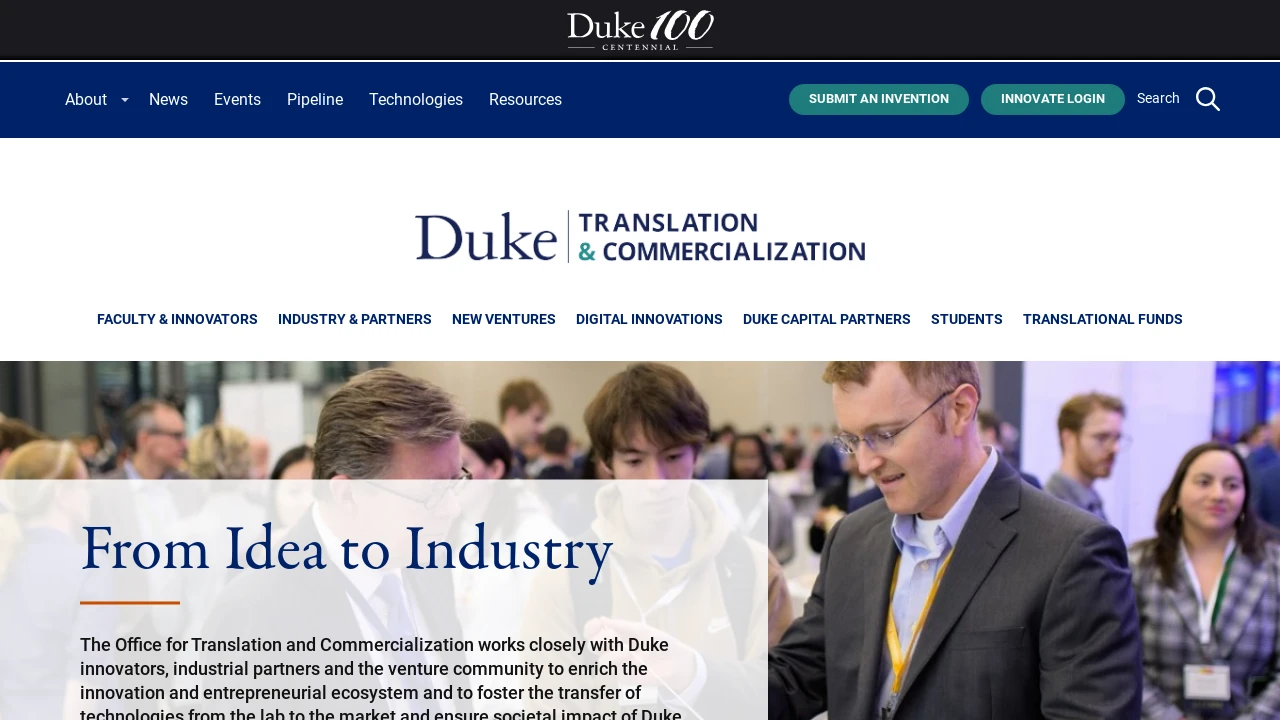 Duke 100
CENTENNIAL
About News Events Pipeline Technologies Resources SUBMIT AN INVENTION INNOVATE LOGIN Search
Duke TRANSLATION
& COMMERCIALIZATION
FACULTY & INNOVATORS INDUSTRY & PARTNERS NEW VENTURES DIGITAL INNOVATIONS DUKE CAPITAL PARTNERS STUDENTS TRANSLATIONAL FUNDS
From Idea to Industry
The Office for Translation and Commercialization works closely with Duke
innovators, industrial partners and the venture community to enrich the
innovation and entrepreneurial ecosystem and to foster the transfer of
technologies from the lab to the market and ensure societal impact of Duke